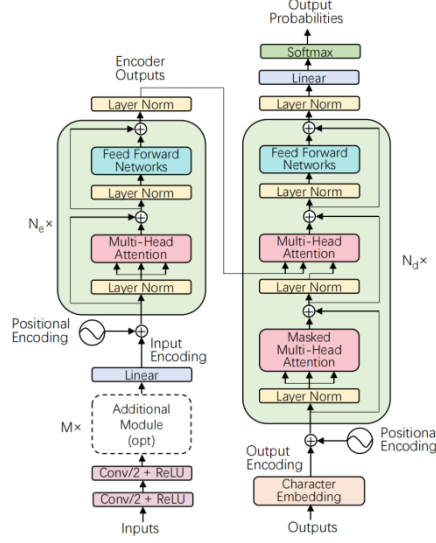 Output
Probabilities
Softmax
Linear
Layer Norm
Feed Forward
Networks
Layer Norm
Multi-Head
Attention
Layer Norm
Masked
Multi-Head
Attention
Layer Norm
N_d×
Positional
Encoding
Output
Encoding
Character
Embedding
Outputs
Encoder
Outputs
Layer Norm
Feed Forward
Networks
Layer Norm
N_e×
Multi-Head
Attention
Layer Norm
Positional
Encoding
Input
Encoding
Linear
M×
Additional
Module
(opt)
Conv/2 + ReLU
Conv/2 + ReLU
Inputs